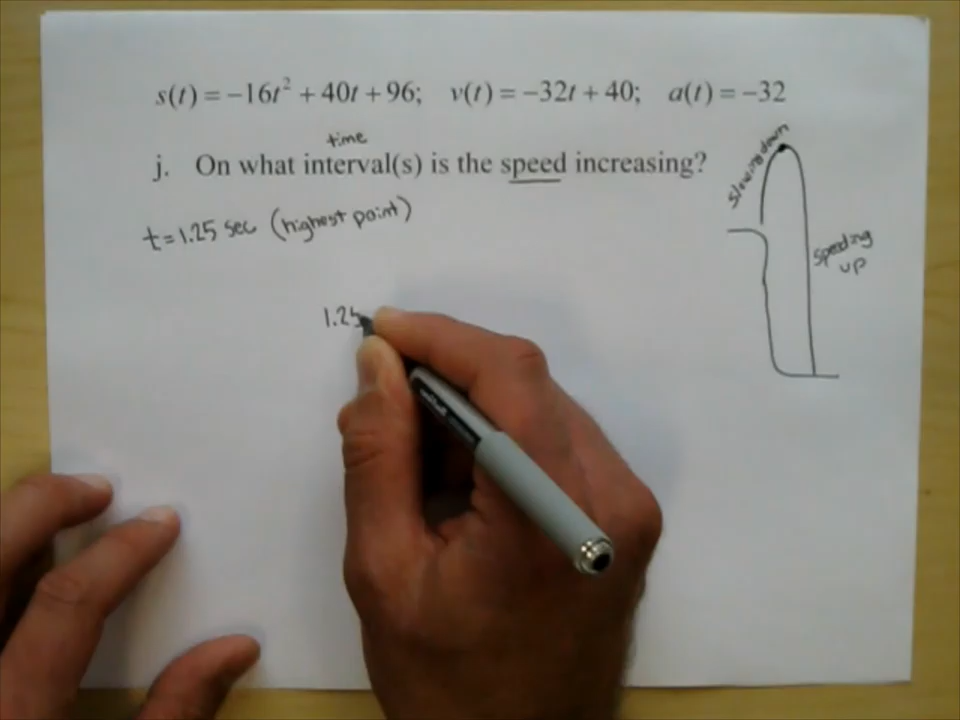 s(t) = −16t² + 40t + 96; v(t) = −32t + 40; a(t) = −32
time
j. On what interval(s) is the speed increasing?
t = 1.25 sec (highest point)
slowing down
speeding
up
1.25